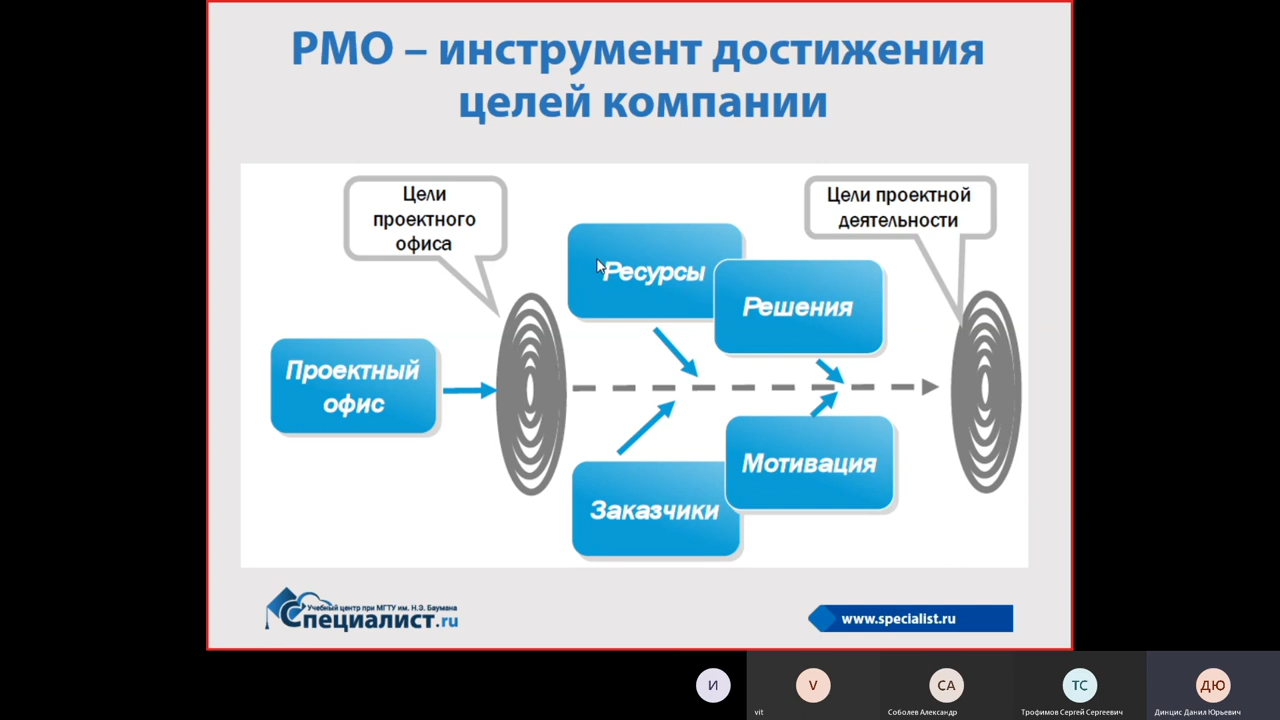 PMO – инструмент достижения
целей компании
Цели
проектного
офиса
Цели проектной
деятельности
Ресурсы
Решения
Проектный
офис
Мотивация
Заказчики
Учебный центр при МГТУ им. Н.Э. Баумана
Специалист.ru
www.specialist.ru
И
V
СА
ТС
ДЮ
vit
Соболев Александр
Трофимов Сергей Сергеевич
Динцис Данил Юрьевич